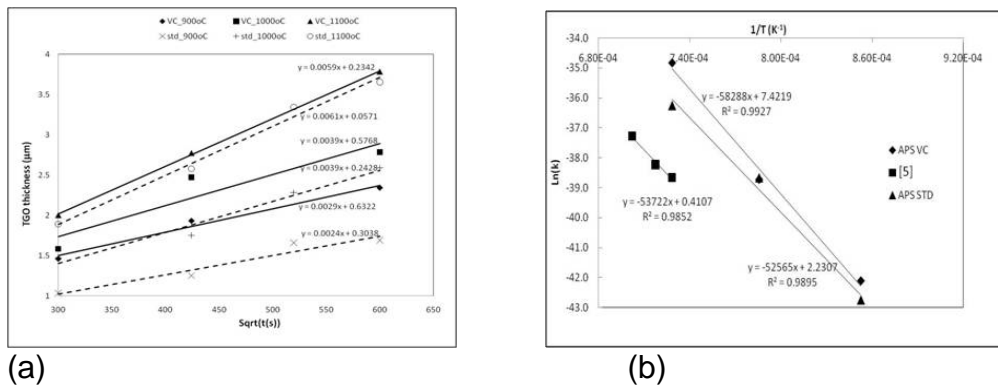 VC_900oC VC_1000oC VC_1100oC
std_900oC std_1000oC std_1100oC
TGO thickness (µm)
4
3.5
3
2.5
2
1.5
1
y = 0.0059x + 0.2342
y = 0.0061x + 0.0571
y = 0.0039x + 0.5768
y = 0.0039x + 0.2428
y = 0.0029x + 0.6322
y = 0.0024x + 0.3038
300 350 400 450 500 550 600 650
Sqrt(t(s))
(a)
1/T (K-1)
6.80E-04 7.40E-04 8.00E-04 8.60E-04 9.20E-04
Ln(k)
-34.0
-35.0
-36.0
-37.0
-38.0
-39.0
-40.0
-41.0
-42.0
-43.0
y = -58288x + 7.4219
R² = 0.9927
APS VC
[5]
APS STD
y = -53722x + 0.4107
R² = 0.9852
y = -52565x + 2.2307
R² = 0.9895
(b)